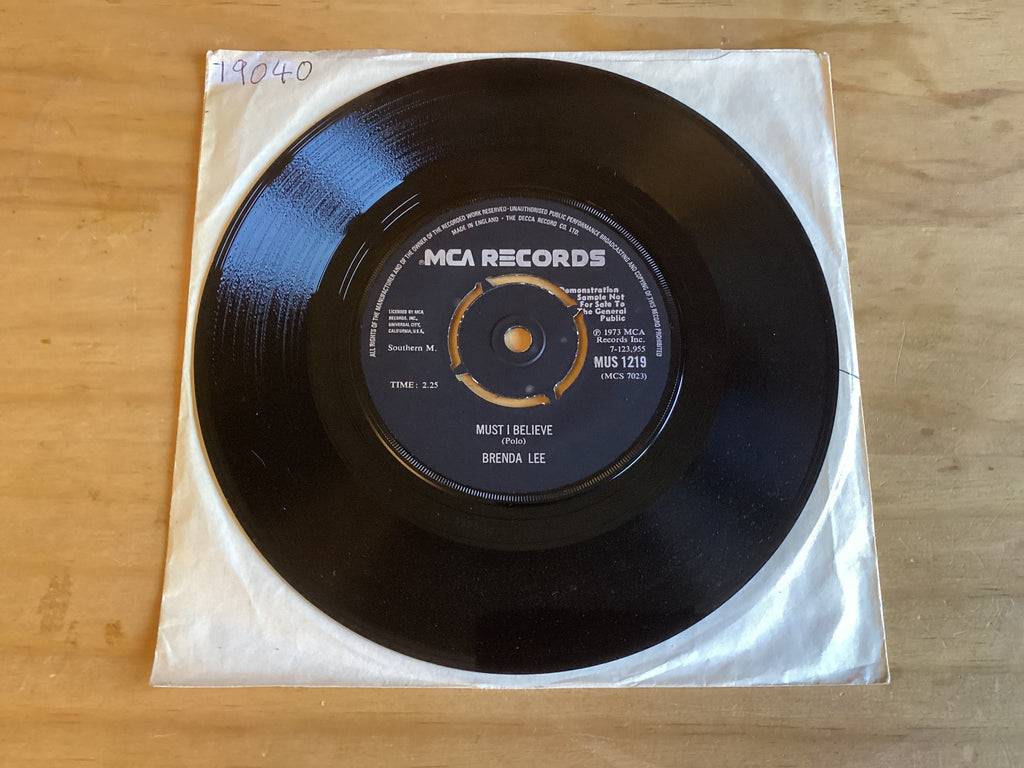 79040
ALL RIGHTS OF THE MANUFACTURER AND OF THE OWNER OF THE RECORDED WORK RESERVED · UNAUTHORISED PUBLIC PERFORMANCE BROADCASTING AND COPYING OF THIS RECORD PROHIBITED
MADE IN ENGLAND · THE DECCA RECORD CO. LTD.
MCA RECORDS
Demonstration
Sample Not
For Sale To
The General
Public
LICENSED BY MCA
RECORDS, INC.,
UNIVERSAL CITY,
CALIFORNIA, U.S.A.
Southern M.
℗ 1973 MCA
Records Inc.
7-123,955
MUS 1219
(MCS 7023)
TIME: 2.25
MUST I BELIEVE
(Polo)
BRENDA LEE